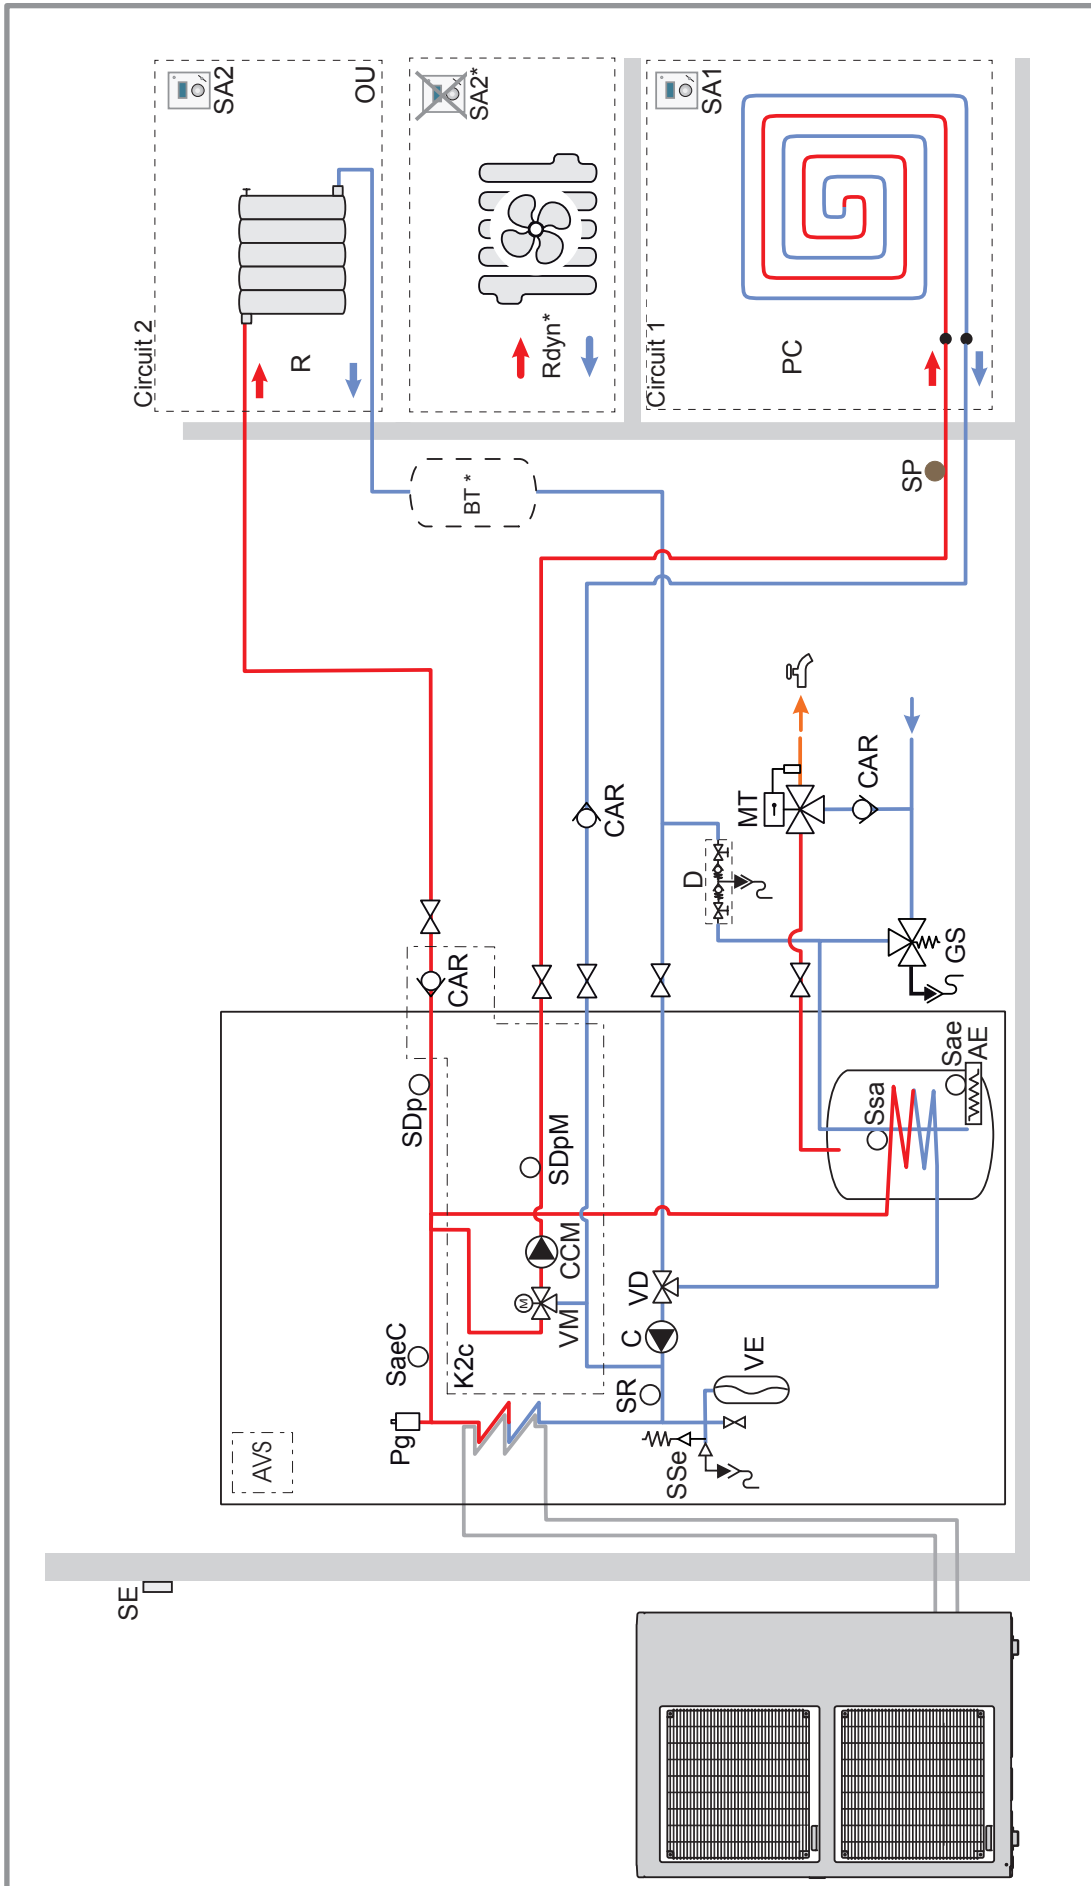 Circuit 2
SA2
OU
R
SA2*
Rdyn*
Circuit 1
SA1
PC
BT *
SP
CAR
MT
CAR
D
GS
CAR
SDp
SDpM
Ssa
Sae
AE
CCM
VM
M
VD
C
SaeC
K2c
SR
VE
Pg
SSe
AVS
SE